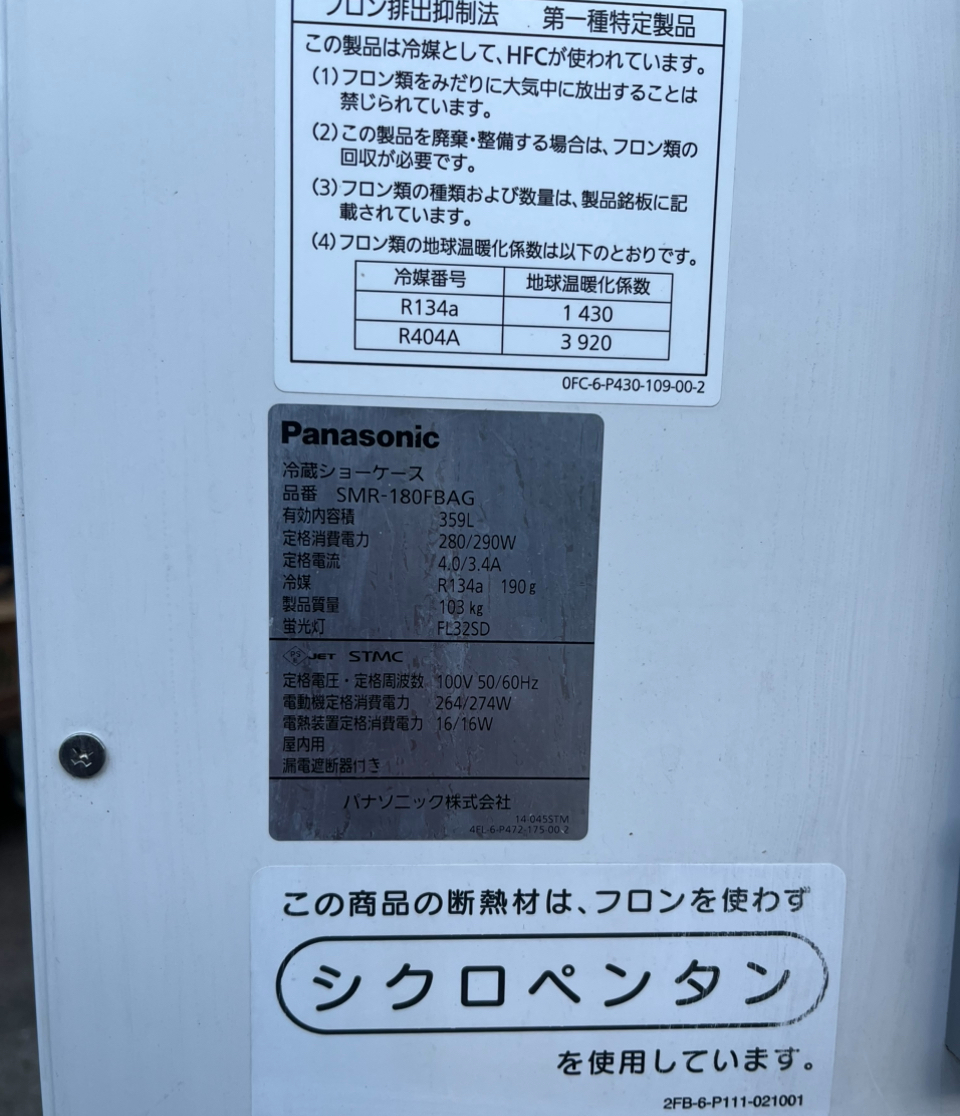 フロン排出抑制法 第一種特定製品
この製品は冷媒として、HFCが使われています。
(1)フロン類をみだりに大気中に放出することは
禁じられています。
(2)この製品を廃棄・整備する場合は、フロン類の
回収が必要です。
(3)フロン類の種類および数量は、製品銘板に記
載されています。
(4)フロン類の地球温暖化係数は以下のとおりです。
冷媒番号 地球温暖化係数
R134a 1 430
R404A 3 920
0FC-6-P430-109-00-2
Panasonic
冷蔵ショーケース
品番 SMR-180FBAG
有効内容積 359L
定格消費電力 280/290W
定格電流 4.0/3.4A
冷媒 R134a 190g
製品質量 103 kg
蛍光灯 FL32SD
PS E JET STMC
定格電圧・定格周波数 100V 50/60Hz
電動機定格消費電力 264/274W
電熱装置定格消費電力 16/16W
屋内用
漏電遮断器付き
パナソニック株式会社
14 045STM
4FL-6-P472-175-00-2
この商品の断熱材は、フロンを使わず
シクロペンタン
を使用しています。
2FB-6-P111-021001